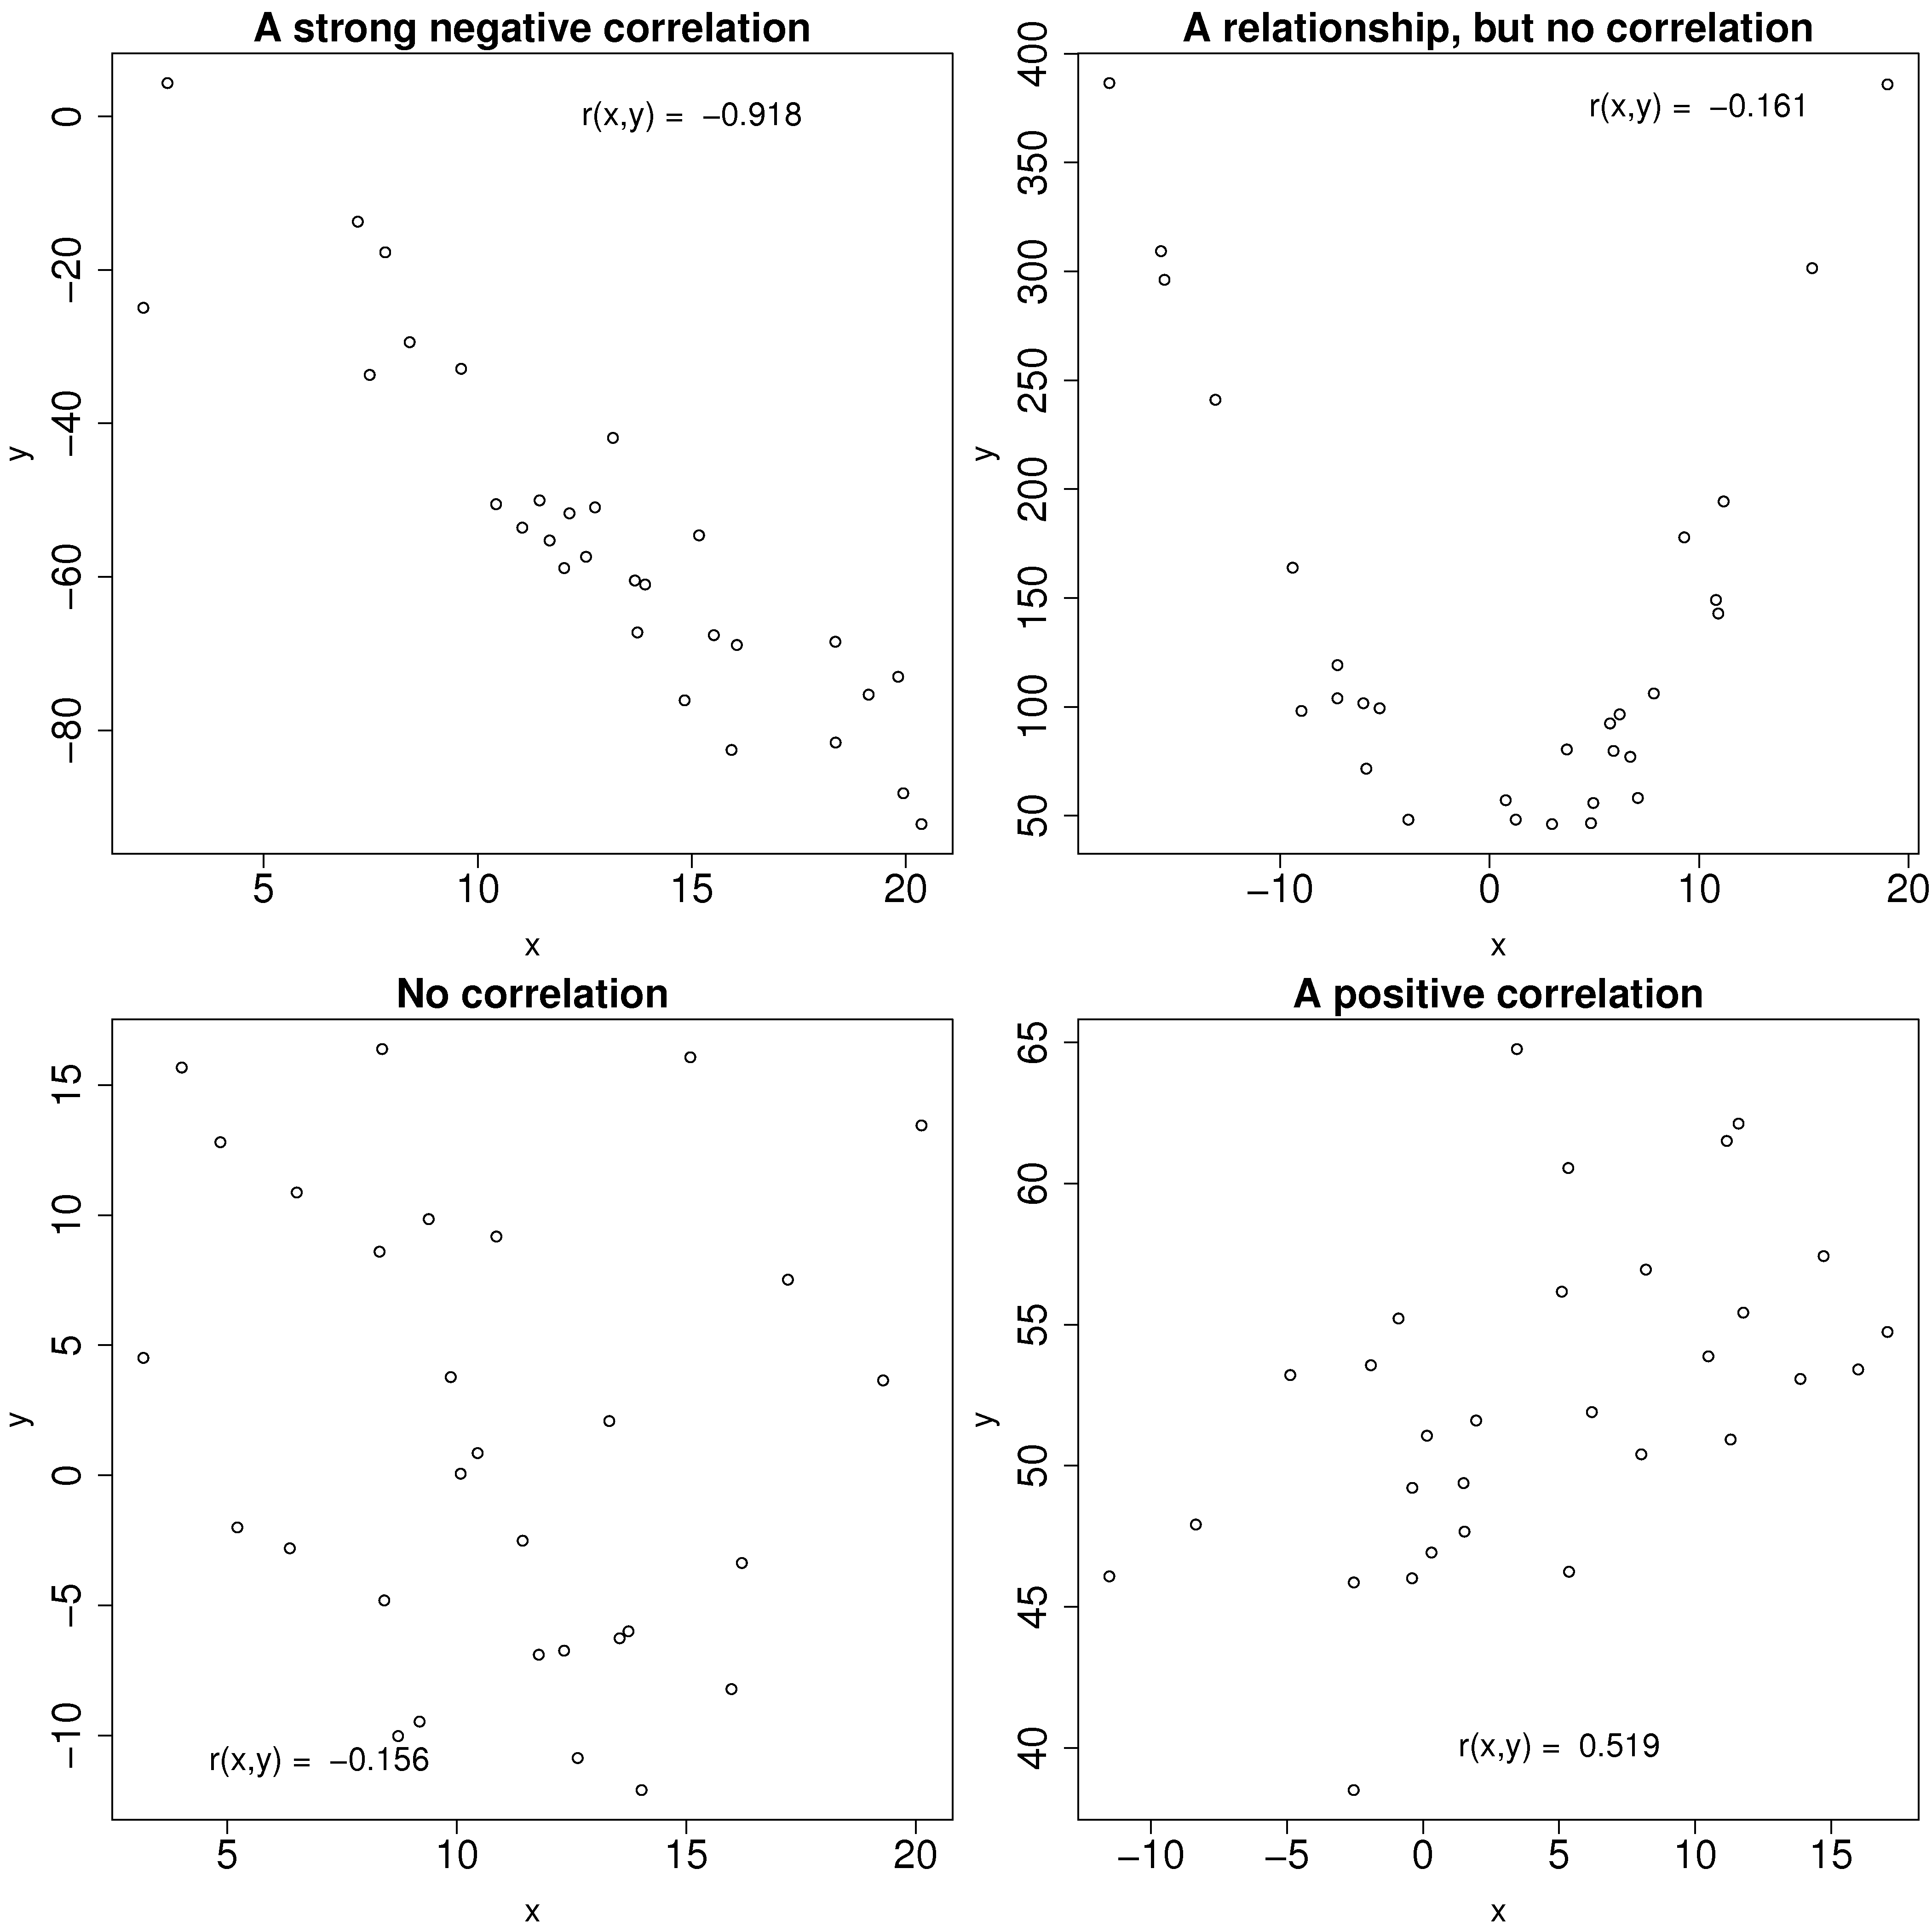 A strong negative correlation
r(x,y) = −0.918
0
−20
−40
−60
−80
y
5 10 15 20
x
A relationship, but no correlation
r(x,y) = −0.161
400
350
300
250
200
150
100
50
y
−10 0 10 20
x
No correlation
15
10
5
0
−5
−10
y
r(x,y) = −0.156
5 10 15 20
x
A positive correlation
65
60
55
50
45
40
y
r(x,y) = 0.519
−10 −5 0 5 10 15
x